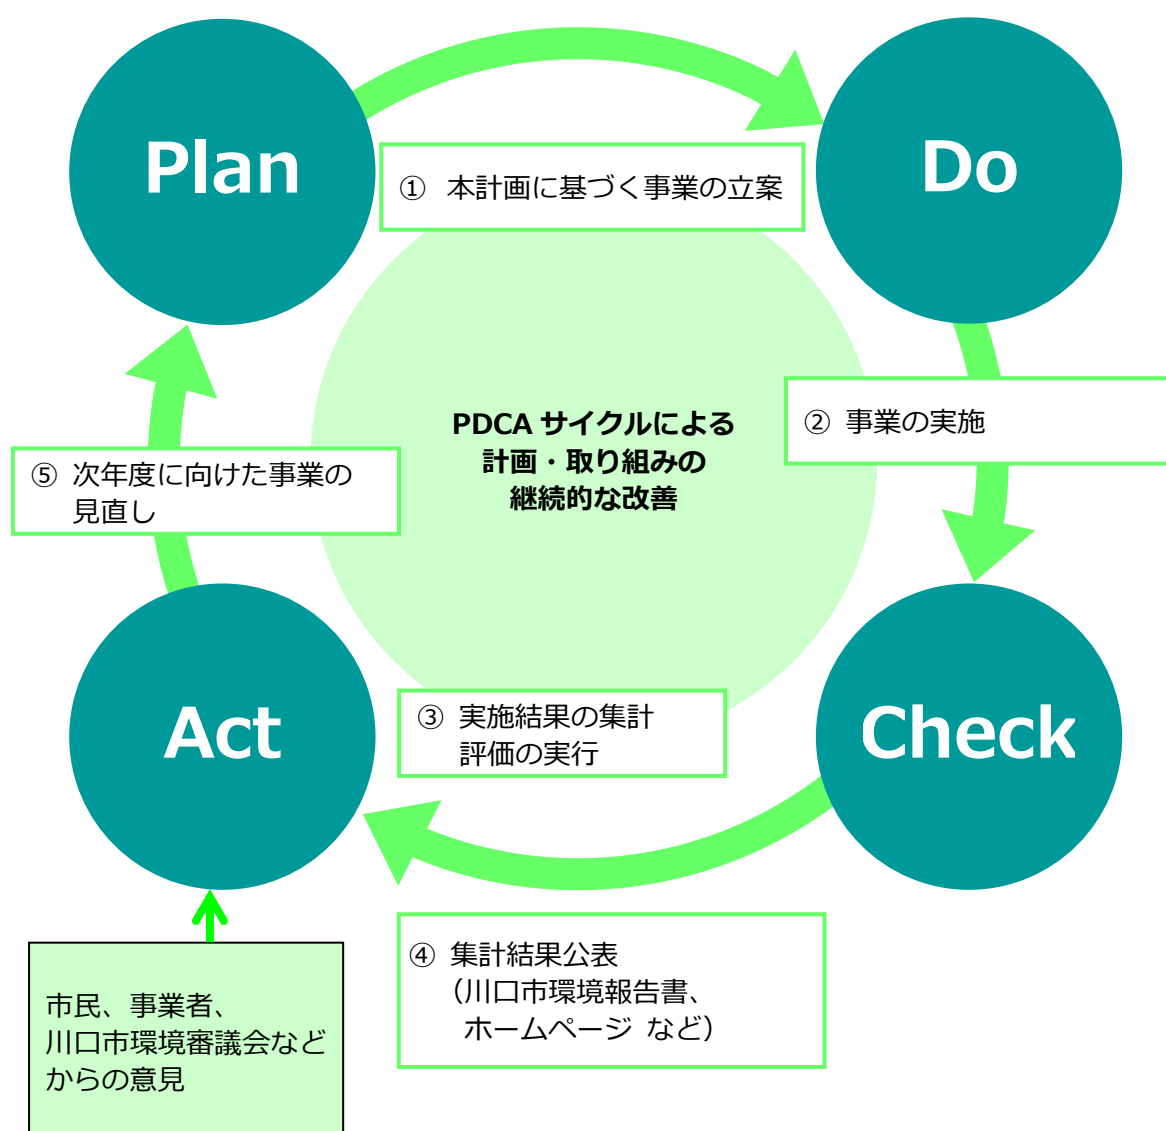 Plan
Do
① 本計画に基づく事業の立案
② 事業の実施
PDCA サイクルによる
計画・取り組みの
継続的な改善
⑤ 次年度に向けた事業の
見直し
Act
Check
③ 実施結果の集計
評価の実行
④ 集計結果公表
（川口市環境報告書、
ホームページ など）
市民、事業者、
川口市環境審議会など
からの意見